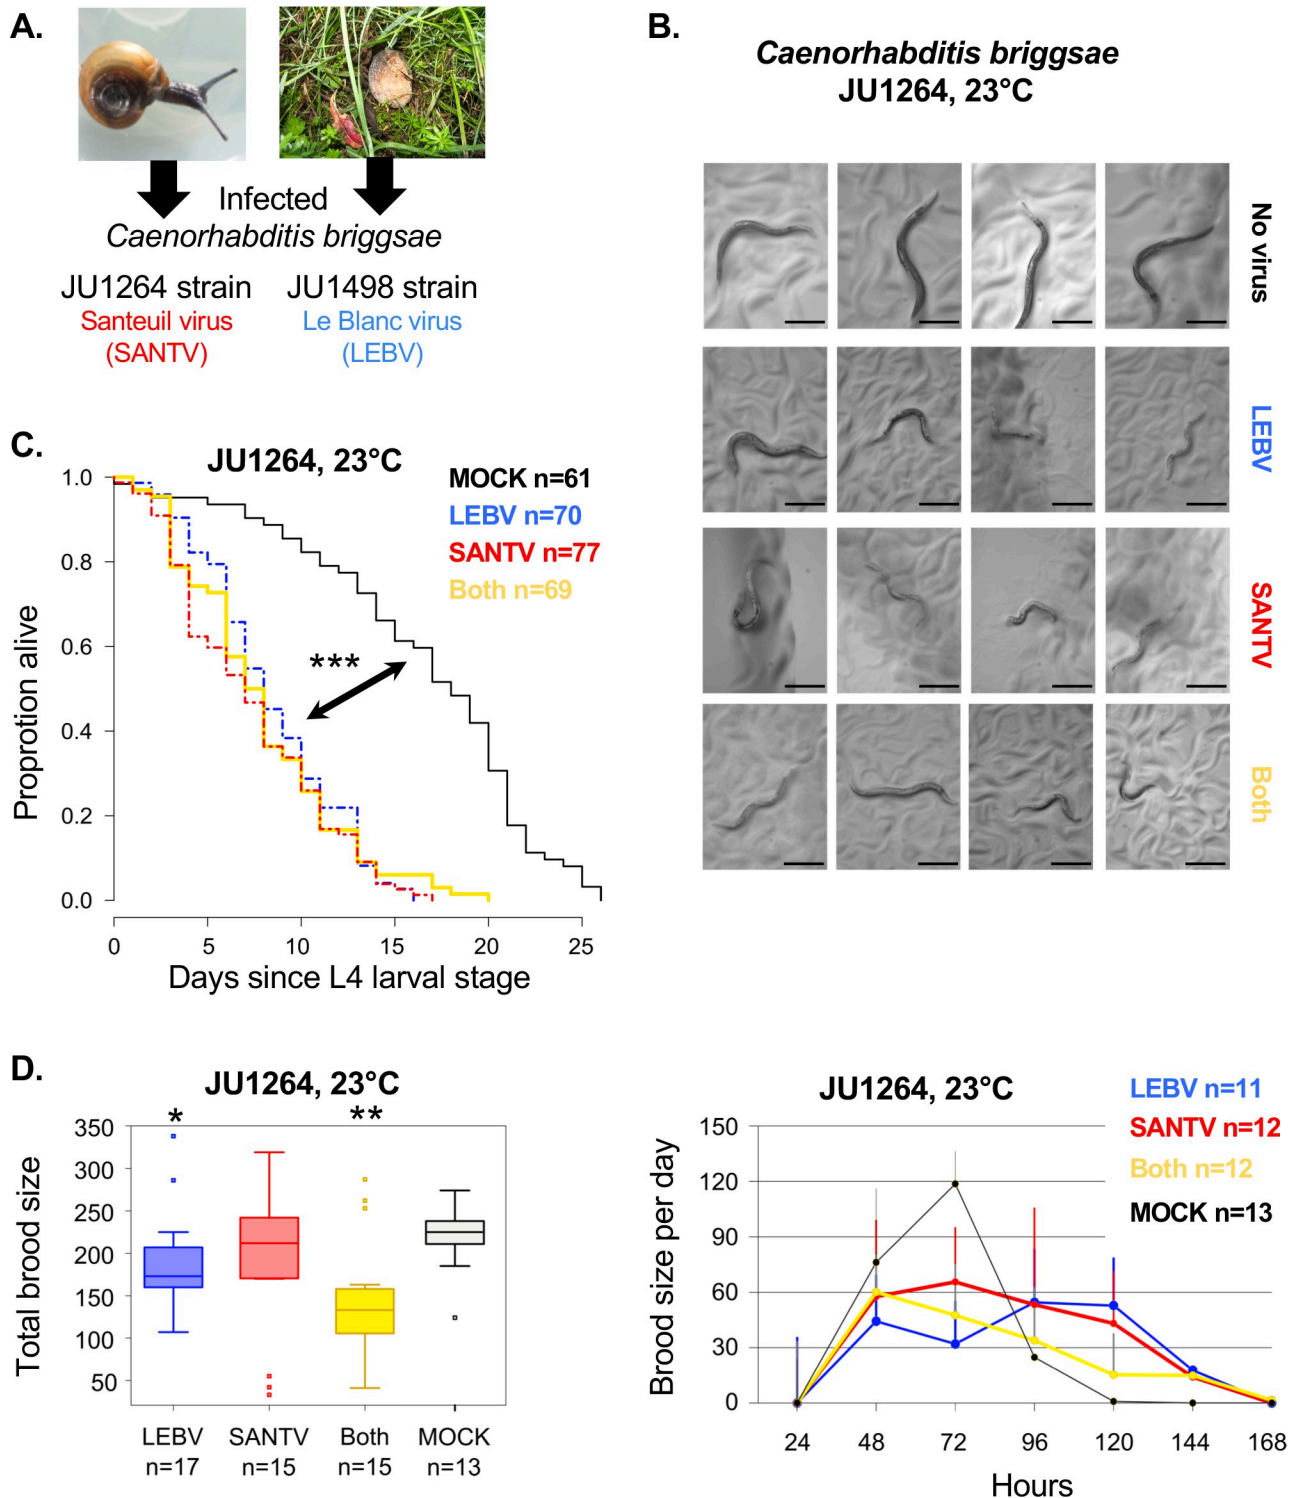 A.
Infected
Caenorhabditis briggsae
JU1264 strain
Santeuil virus
(SANTV)
JU1498 strain
Le Blanc virus
(LEBV)
B.
Caenorhabditis briggsae
JU1264, 23°C
No virus
LEBV
SANTV
Both
C.
JU1264, 23°C
MOCK n=61
LEBV n=70
SANTV n=77
Both n=69
***
Proprotion alive
1.0
0.8
0.6
0.4
0.2
0.0
0 5 10 15 20 25
Days since L4 larval stage
D.
JU1264, 23°C
* **
Total brood size
350
300
250
200
150
100
50
LEBV SANTV Both MOCK
n=17 n=15 n=15 n=13
JU1264, 23°C
LEBV n=11
SANTV n=12
Both n=12
MOCK n=13
Brood size per day
150
120
90
60
30
0
24 48 72 96 120 144 168
Hours